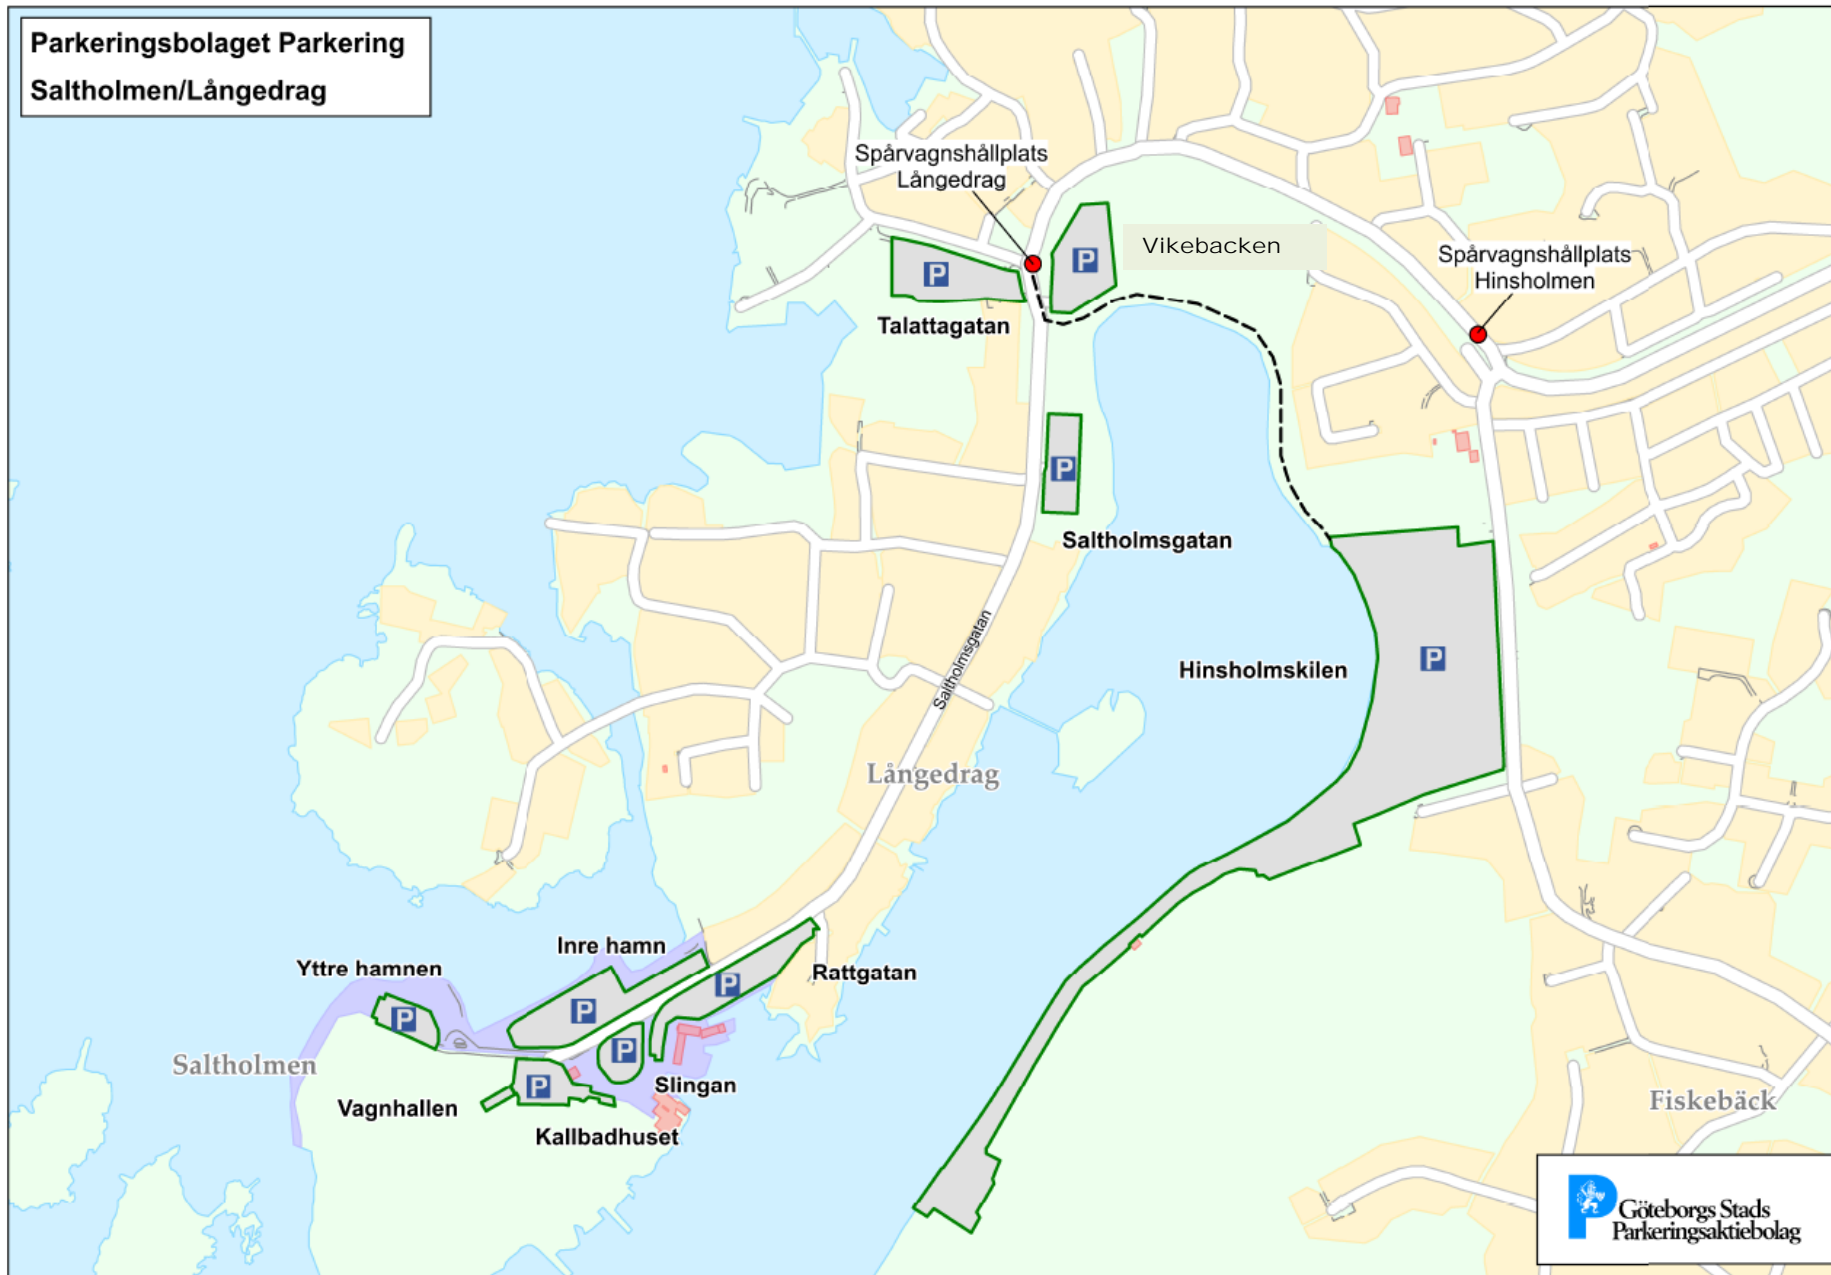 Parkeringsbolaget Parkering
Saltholmen/Långedrag
Spårvagnshållplats
Långedrag
Vikebacken
Spårvagnshållplats
Hinsholmen
P
P
Talattagatan
P
Saltholmsgatan
Saltholmsgatan
Hinsholmskilen
P
Långedrag
Inre hamn
Yttre hamnen
Rattgatan
P
P
P
P
P
Saltholmen
Slingan
Vagnhallen
Kallbadhuset
Fiskebäck
P
Göteborgs Stads
Parkeringsaktiebolag